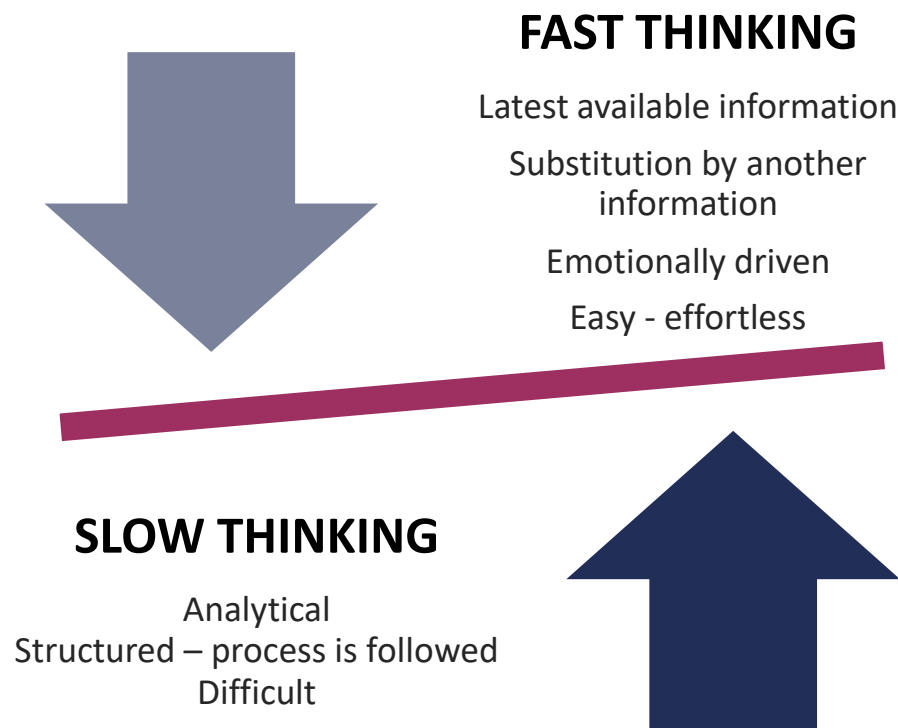 FAST THINKING
Latest available information
Substitution by another
information
Emotionally driven
Easy - effortless
SLOW THINKING
Analytical
Structured – process is followed
Difficult